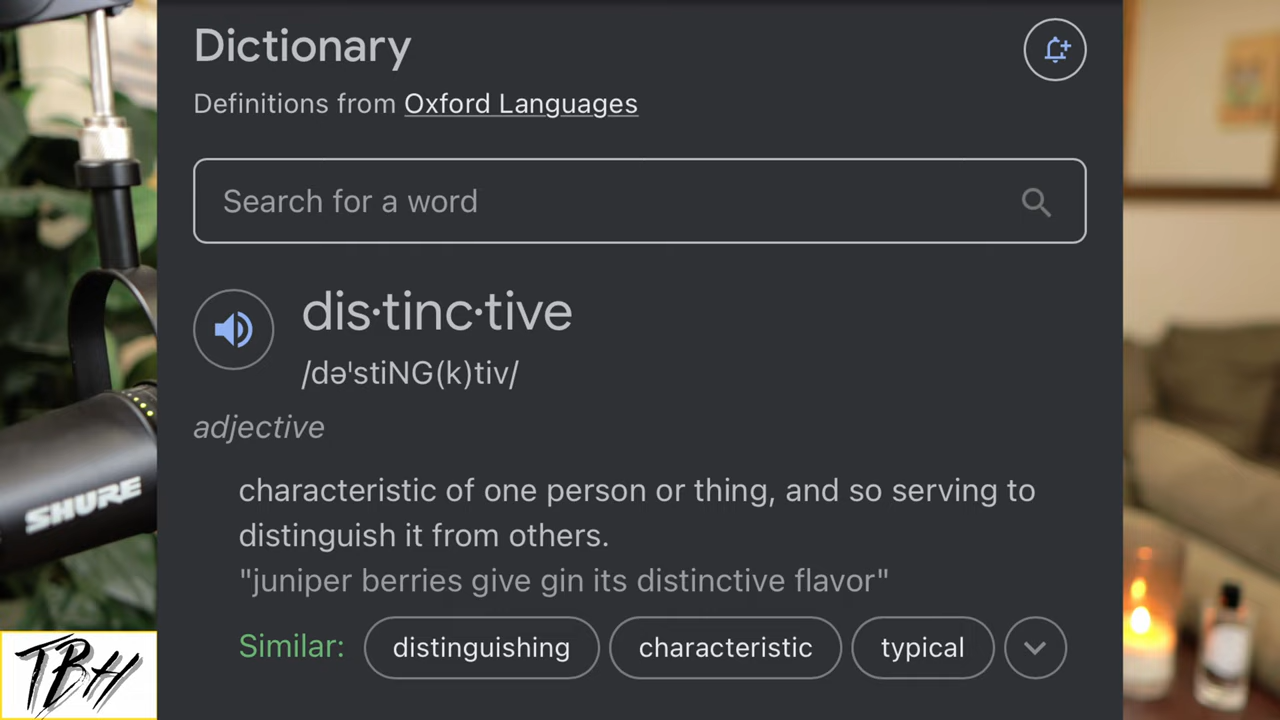 Dictionary
Definitions from Oxford Languages
Search for a word
dis·tinc·tive
/də'stiNG(k)tiv/
adjective
characteristic of one person or thing, and so serving to
distinguish it from others.
"juniper berries give gin its distinctive flavor"
Similar: distinguishing characteristic typical
SHURE
TBH